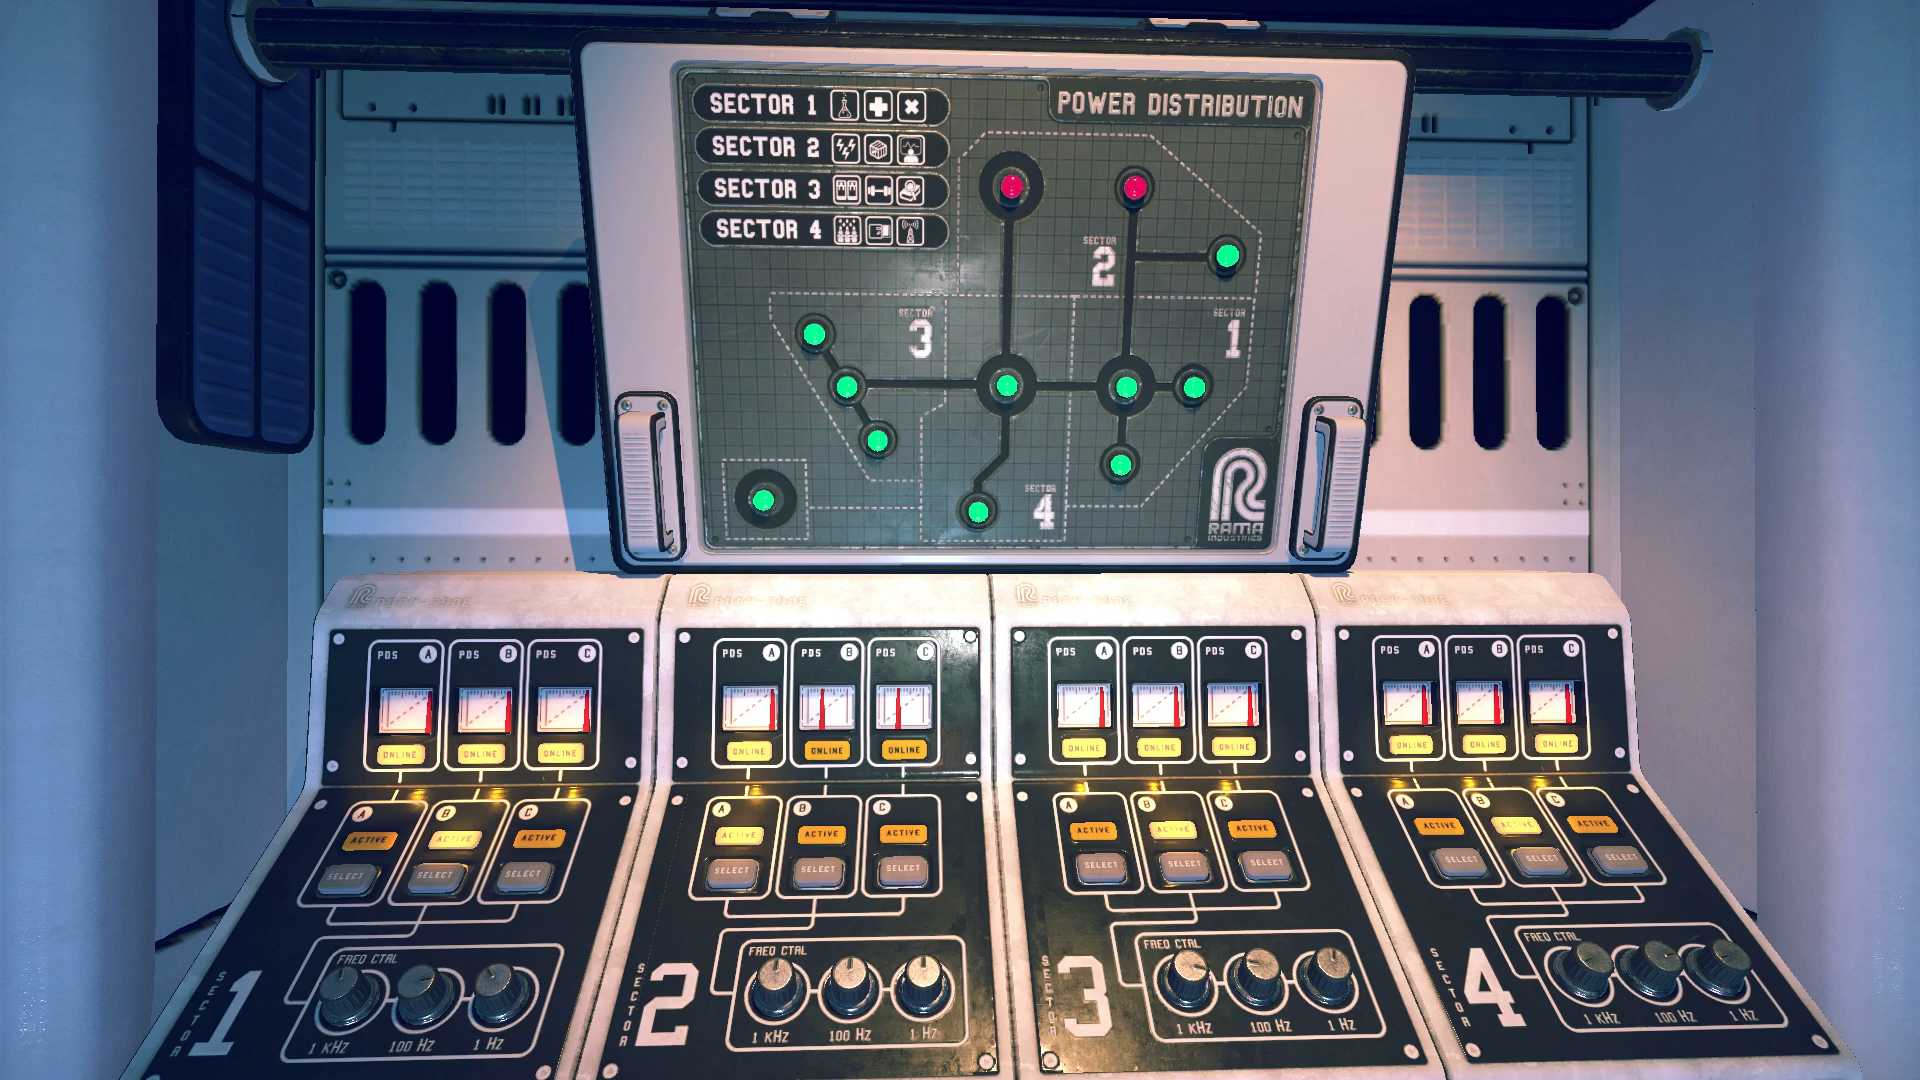 POWER DISTRIBUTION
SECTOR 1
SECTOR 2
SECTOR 3
SECTOR 4
SECTOR
2
SECTOR
3
SECTOR
1
SECTOR
4
RAMA
INDUSTRIES
PDS A PDS B PDS C
ONLINE ONLINE ONLINE
A B C
ACTIVE ACTIVE ACTIVE
SELECT SELECT SELECT
FREQ CTRL
1 KHz 100 Hz 1 Hz
SECTOR 1
PDS A PDS B PDS C
ONLINE ONLINE ONLINE
A B C
ACTIVE ACTIVE ACTIVE
SELECT SELECT SELECT
FREQ CTRL
1 KHz 100 Hz 1 Hz
SECTOR 2
PDS A PDS B PDS C
ONLINE ONLINE ONLINE
A B C
ACTIVE ACTIVE ACTIVE
SELECT SELECT SELECT
FREQ CTRL
1 KHz 100 Hz 1 Hz
SECTOR 3
PDS A PDS B PDS C
ONLINE ONLINE ONLINE
A B C
ACTIVE ACTIVE ACTIVE
SELECT SELECT SELECT
FREQ CTRL
1 KHz 100 Hz 1 Hz
SECTOR 4